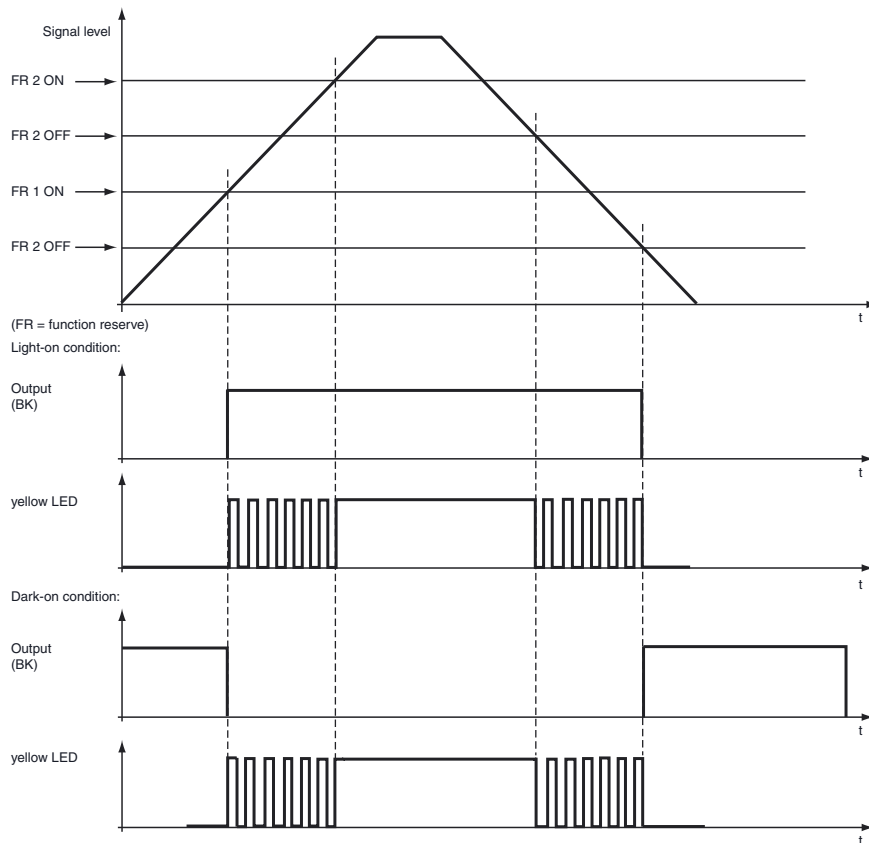 Signal level
FR 2 ON
FR 2 OFF
FR 1 ON
FR 2 OFF
t
(FR = function reserve)
Light-on condition:
Output
(BK)
t
yellow LED
t
Dark-on condition:
Output
(BK)
t
yellow LED
t